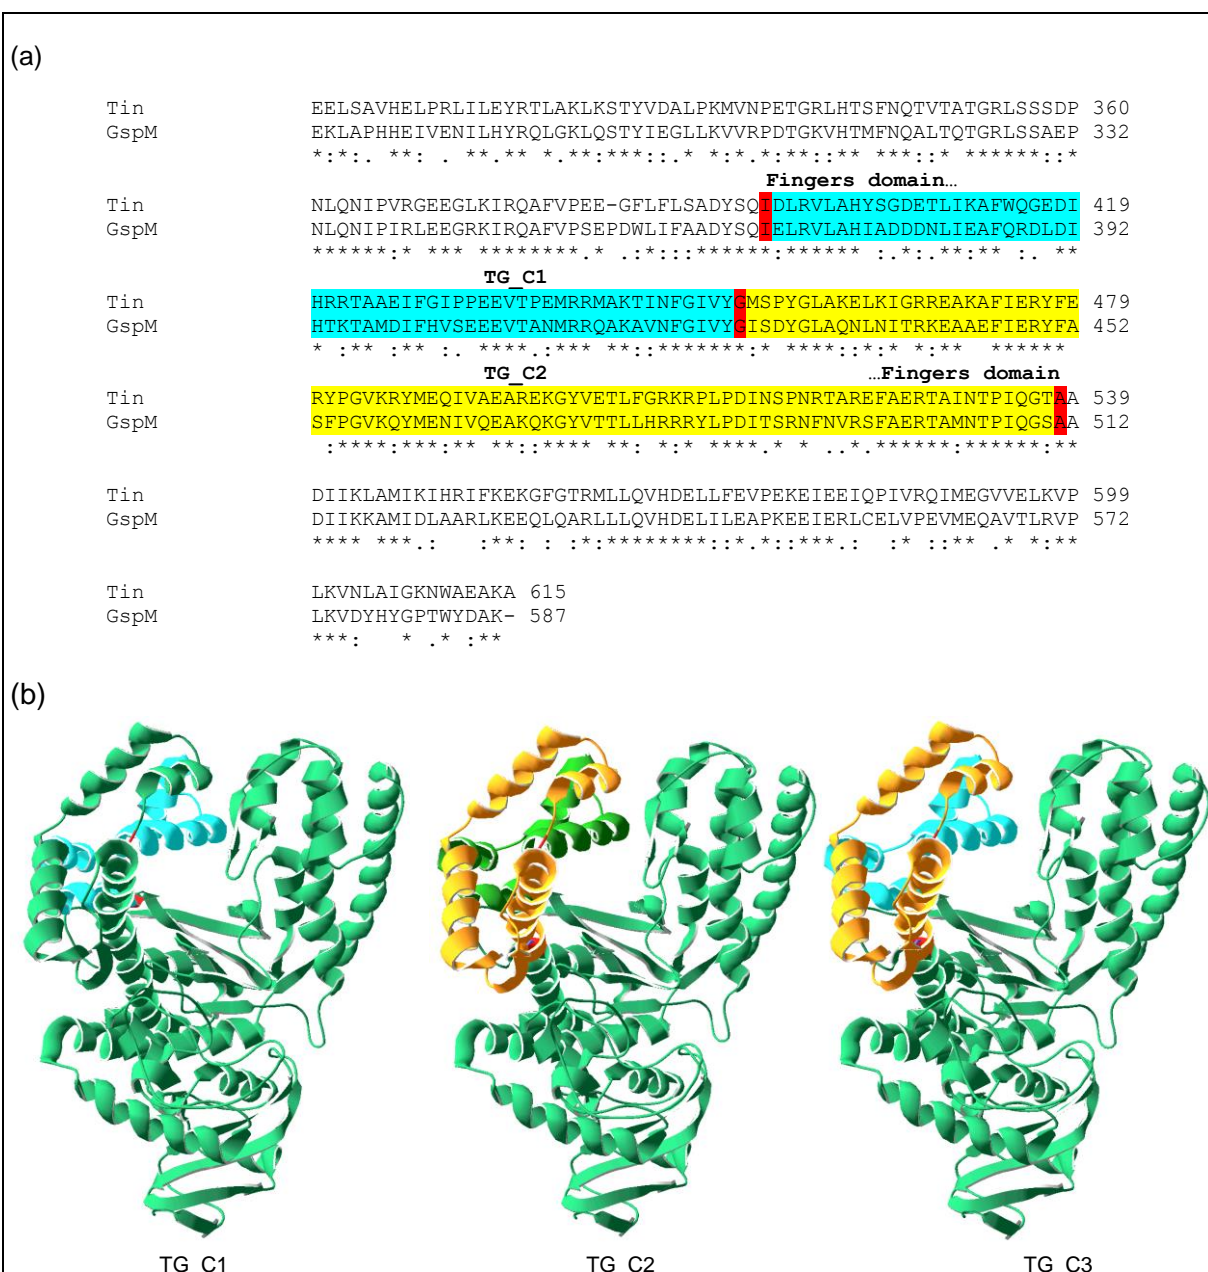 (a)
Tin EELSAVHELPRLILEYRTLAKLKSTYVDALPKMVNPETGRLHTSFNQTVTATGRLSSSDP 360
GspM EKLAPHHEIVENILHYRQLGKLQSTYIEGLLKVVRPDTGKVHTMFNQALTQTGRLSSAEP 332
*:*:. **: . **.** *.**:***::.* *:*.*:**::** ***::* ******::*
Fingers domain…
Tin NLQNIPVRGEEGLKIRQAFVPEE-GFLFLSADYSQIDLRVLAHYSGDETLIKAFWQGEDI 419
GspM NLQNIPIRLEEGRKIRQAFVPSEPDWLIFAADYSQIELRVLAHIADDDNLIEAFQRDLDI 392
******:* *** ********.* .:*:::******:****** :.*:.**:** :. **
TG_C1
Tin HRRTAAEIFGIPPEEVTPEMRRMAKTINFGIVYGMSPYGLAKELKIGRREAKAFIERYFE 479
GspM HTKTAMDIFHVSEEEVTANMRRQAKAVNFGIVYGISDYGLAQNLNITRKEAAEFIERYFA 452
* :** :** :. ****.:*** **::*******:* ****::*:* *:** ******
TG_C2 …Fingers domain
Tin RYPGVKRYMEQIVAEAREKGYVETLFGRKRPLPDINSPNRTAREFAERTAINTPIQGTAA 539
GspM SFPGVKQYMENIVQEAKQKGYVTTLLHRRRYLPDITSRNFNVRSFAERTAMNTPIQGSAA 512
:****:***:** **::**** **: *:* ****.* * ..*.******:******:**
Tin DIIKLAMIKIHRIFKEKGFGTRMLLQVHDELLFEVPEKEIEEIQPIVRQIMEGVVELKVP 599
GspM DIIKKAMIDLAARLKEEQLQARLLLQVHDELILEAPKEEIERLCELVPEVMEQAVTLRVP 572
**** ***.: :**: : :*:********::*.*::***.: :* ::** .* *:**
Tin LKVNLAIGKNWAEAKA 615
GspM LKVDYHYGPTWYDAK- 587
***: * .* :**
(b)
TG_C1 TG_C2 TG_C3